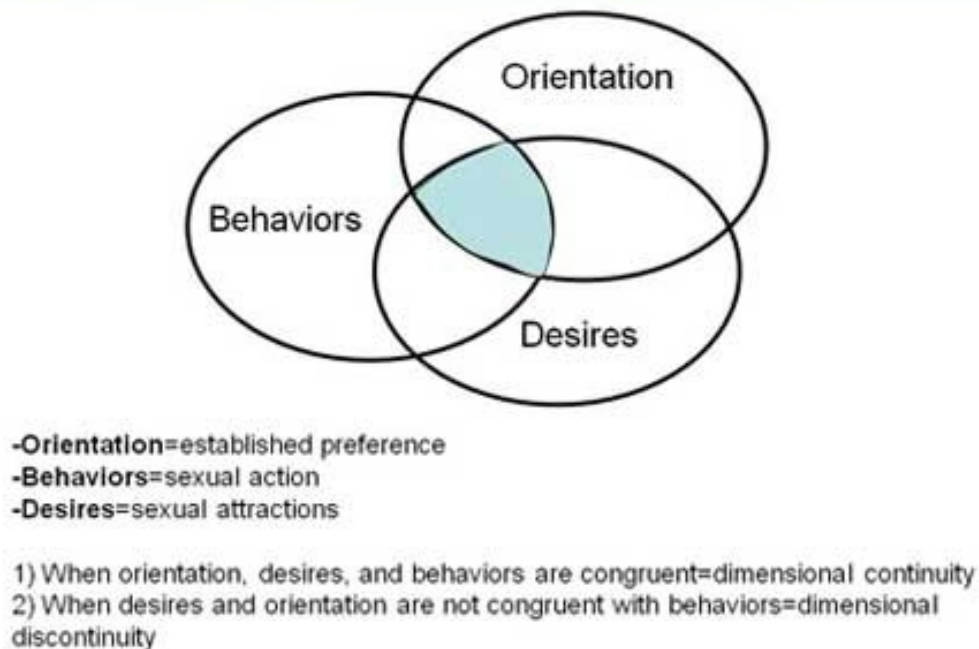 Orientation
Behaviors
Desires
-Orientation=established preference
-Behaviors=sexual action
-Desires=sexual attractions
1) When orientation, desires, and behaviors are congruent=dimensional continuity
2) When desires and orientation are not congruent with behaviors=dimensional
discontinuity